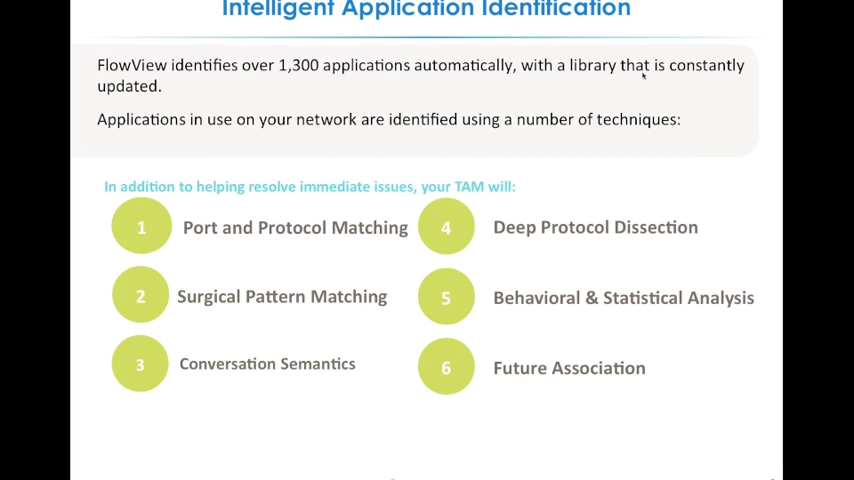 Intelligent Application Identification
FlowView identifies over 1,300 applications automatically, with a library that is constantly
updated.
Applications in use on your network are identified using a number of techniques:
In addition to helping resolve immediate issues, your TAM will:
1 Port and Protocol Matching
2 Surgical Pattern Matching
3 Conversation Semantics
4 Deep Protocol Dissection
5 Behavioral & Statistical Analysis
6 Future Association